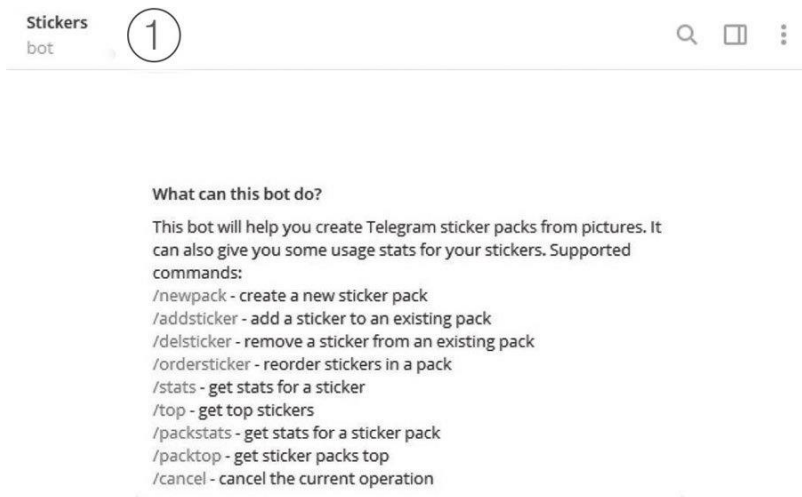 Stickers
bot
1
What can this bot do?
This bot will help you create Telegram sticker packs from pictures. It
can also give you some usage stats for your stickers. Supported
commands:
/newpack - create a new sticker pack
/addsticker - add a sticker to an existing pack
/delsticker - remove a sticker from an existing pack
/ordersticker - reorder stickers in a pack
/stats - get stats for a sticker
/top - get top stickers
/packstats - get stats for a sticker pack
/packtop - get sticker packs top
/cancel - cancel the current operation